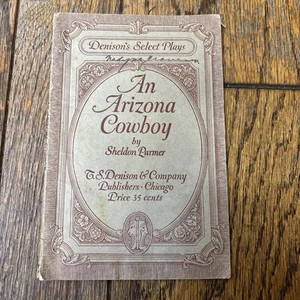 Denison's Select Plays
An
Arizona
Cowboy
by
Sheldon Parmer
T.S. Denison & Company
Publishers · Chicago
Price 35 cents